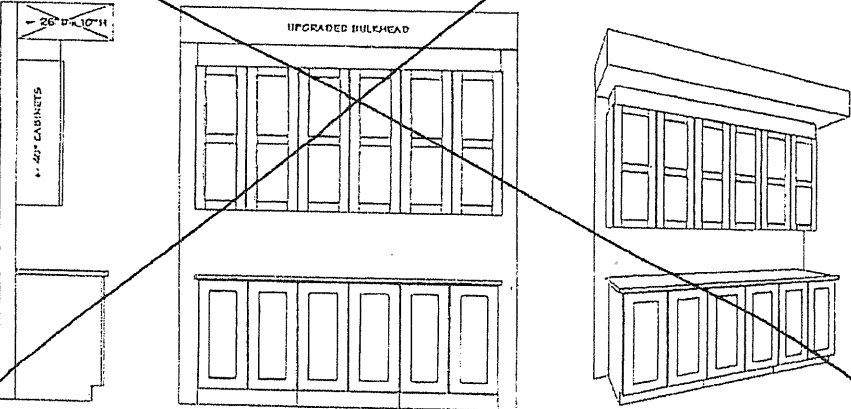 26" D x 10" H
UPGRADED BULKHEAD
40" CABINETS